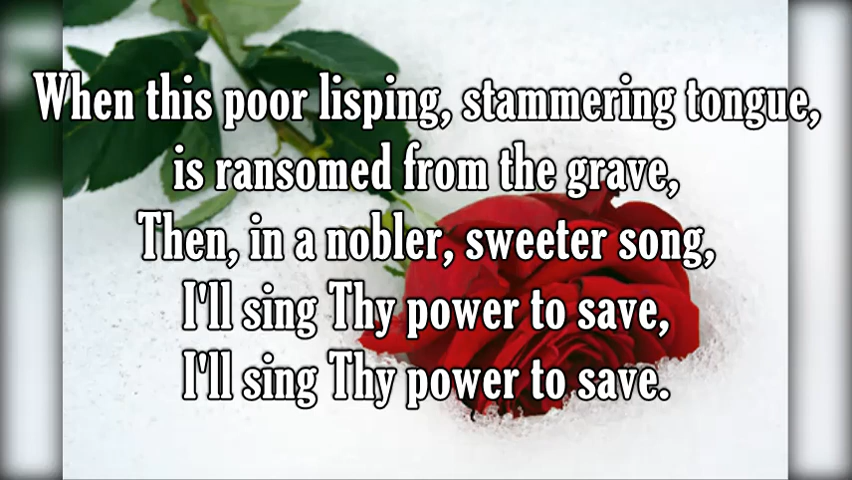 When this poor lisping, stammering tongue,
is ransomed from the grave,
Then, in a nobler, sweeter song,
I'll sing Thy power to save,
I'll sing Thy power to save.